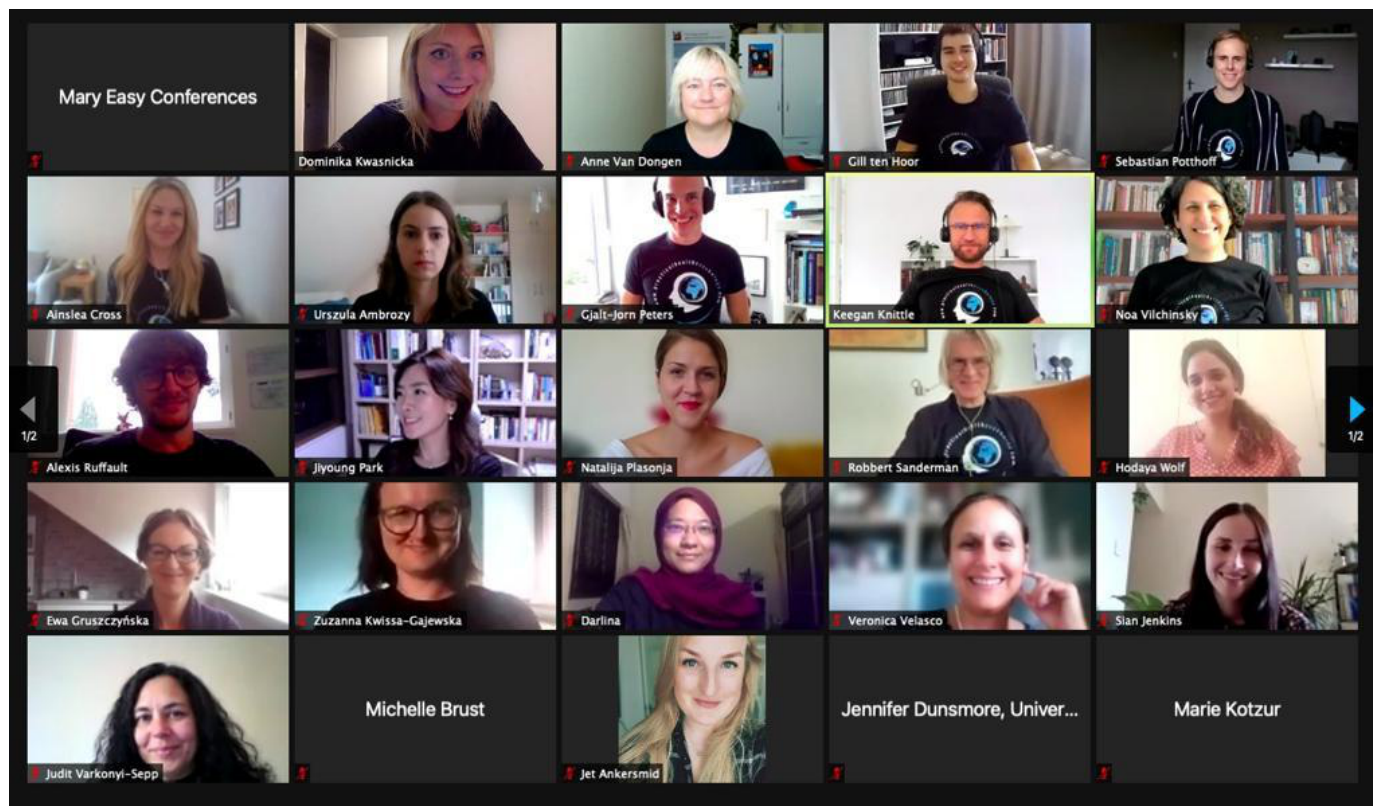 Mary Easy Conferences
Dominika Kwasnicka
Anne Van Dongen
Gill ten Hoor
Sebastian Potthoff
Ainslea Cross
Urszula Ambrozy
Gjalt-Jorn Peters
Keegan Knittle
Noa Vilchinsky
Alexis Ruffault
Jiyoung Park
Natalija Plasonja
Robbert Sanderman
Hodaya Wolf
1/2
1/2
Ewa Gruszczyńska
Zuzanna Kwissa-Gajewska
Darlina
Veronica Velasco
Sian Jenkins
Judit Varkonyi-Sepp
Michelle Brust
Jet Ankersmid
Jennifer Dunsmore, Univer...
Marie Kotzur